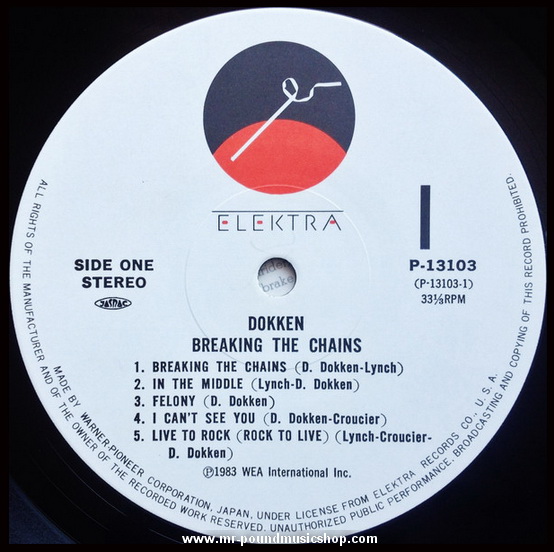 ELEKTRA
SIDE ONE
STEREO
JASRAC
P-13103
(P-13103-1)
33⅓RPM
DOKKEN
BREAKING THE CHAINS
1. BREAKING THE CHAINS (D. Dokken-Lynch)
2. IN THE MIDDLE (Lynch-D. Dokken)
3. FELONY (D. Dokken)
4. I CAN'T SEE YOU (D. Dokken-Croucier)
5. LIVE TO ROCK (ROCK TO LIVE) (Lynch-Croucier-
D. Dokken)
Ⓟ1983 WEA International Inc.
MADE BY WARNER-PIONEER CORPORATION, JAPAN, UNDER LICENSE FROM ELEKTRA RECORDS CO., U.S.A.
ALL RIGHTS OF THE MANUFACTURER AND OF THE OWNER OF THE RECORDED WORK RESERVED. UNAUTHORIZED PUBLIC PERFORMANCE, BROADCASTING AND COPYING OF THIS RECORD PROHIBITED.
brake
www.mr-poundmusicshop.com